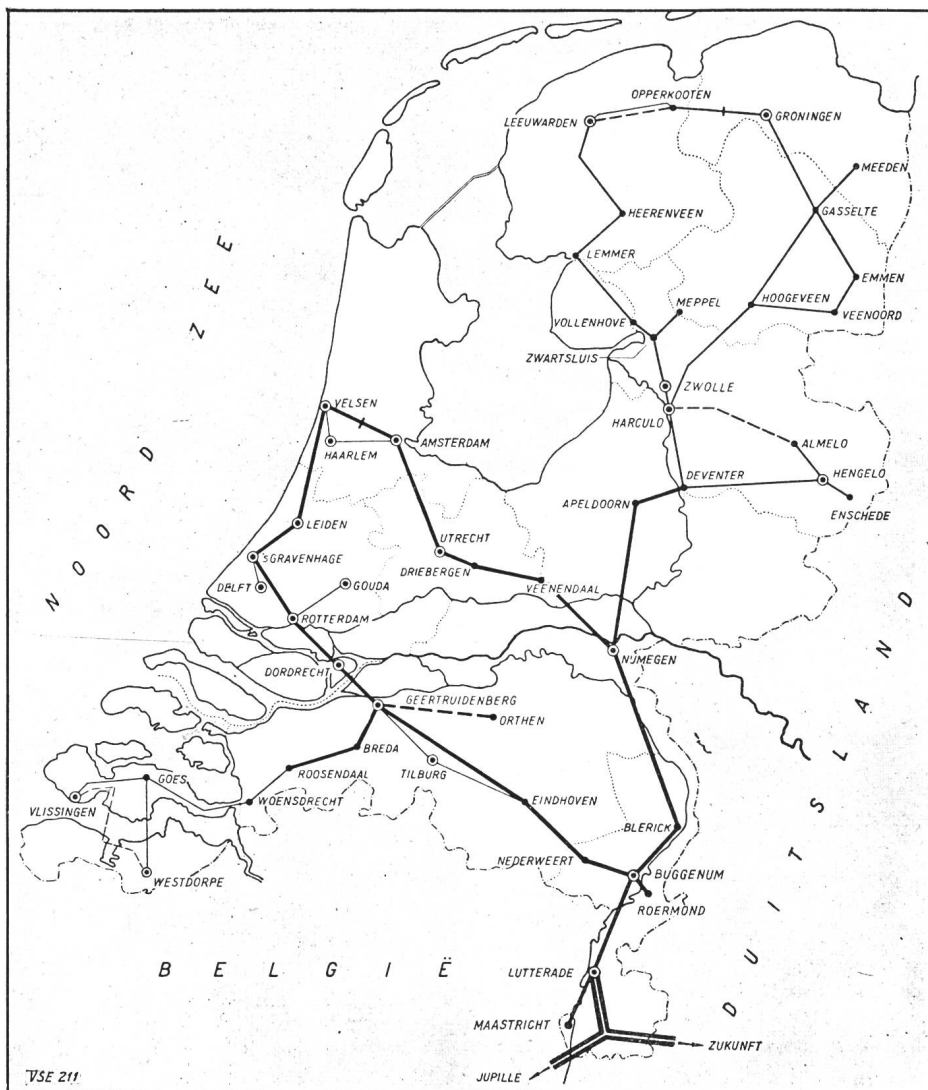 OPPERKOOTEN
LEEUWARDEN
GRONINGEN
MEEDEN
HEERENVEEN
GASSELTE
LEMMER
EMMEN
MEPPEL
HOOGEVEEN
VEENOORD
VOLLENHOVE
ZWARTSLUIS
ZWOLLE
VELSEN
HARCULO
AMSTERDAM
HAARLEM
ALMELO
HENGELO
DEVENTER
APELDOORN
ENSCHEDE
LEIDEN
UTRECHT
'SGRAVENHAGE
DRIEBERGEN
DELFT
GOUDA
VEENENDAAL
ROTTERDAM
NIJMEGEN
DORDRECHT
GEERTRUIDENBERG
ORTHEN
BREDA
TILBURG
ROOSENDAAL
GOES
WOENSDRECHT
VLISSINGEN
EINDHOVEN
BLERICK
NEDERWEERT
WESTDORPE
BUGGENUM
ROERMOND
LUTTERADE
MAASTRICHT
ZUKUNFT
JUPILLE
NOORD ZEE
BELGIË
DUITSLAND
VSE 211